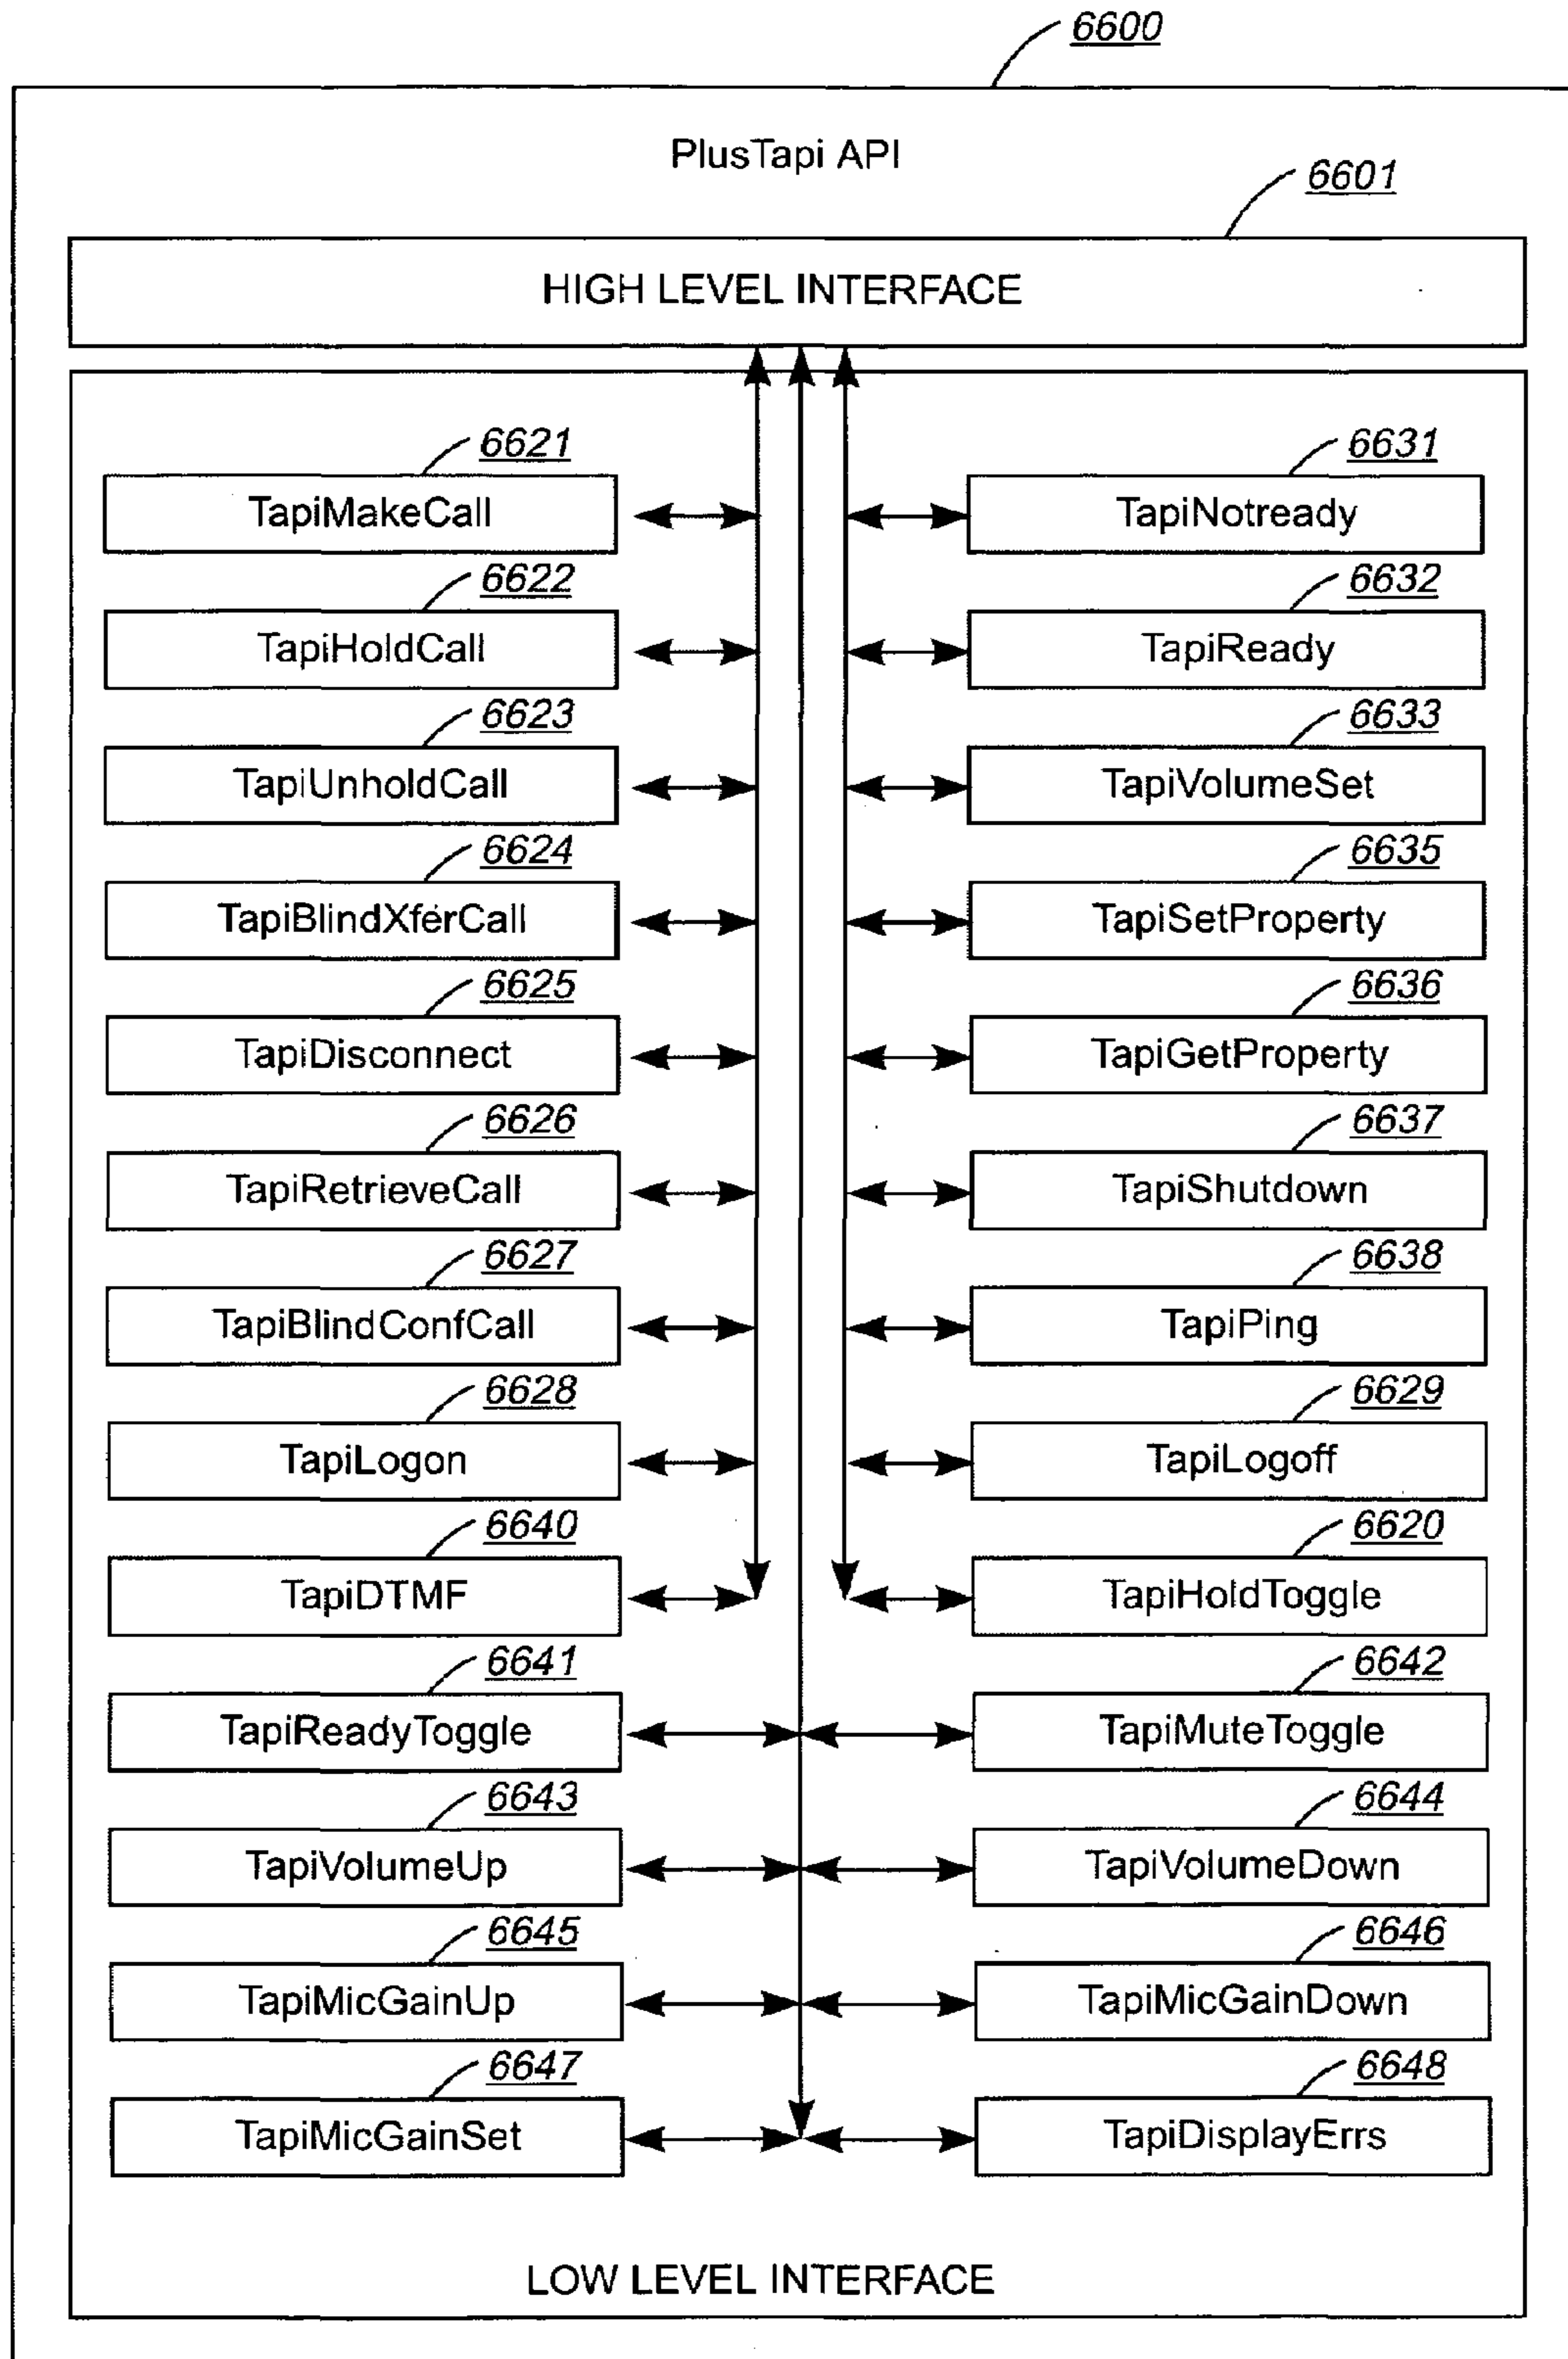 6600
PlusTapi API
6601
HIGH LEVEL INTERFACE
6621
6631
TapiMakeCall
TapiNotready
6622
6632
TapiHoldCall
TapiReady
6623
6633
TapiUnholdCall
TapiVolumeSet
6624
6635
TapiBlindXferCall
TapiSetProperty
6625
6636
TapiDisconnect
TapiGetProperty
6626
6637
TapiRetrieveCall
TapiShutdown
6627
6638
TapiBlindConfCall
TapiPing
6628
6629
TapiLogon
TapiLogoff
6640
6620
TapiDTMF
TapiHoldToggle
6641
6642
TapiReadyToggle
TapiMuteToggle
6643
6644
TapiVolumeUp
TapiVolumeDown
6645
6646
TapiMicGainUp
TapiMicGainDown
6647
6648
TapiMicGainSet
TapiDisplayErrs
LOW LEVEL INTERFACE